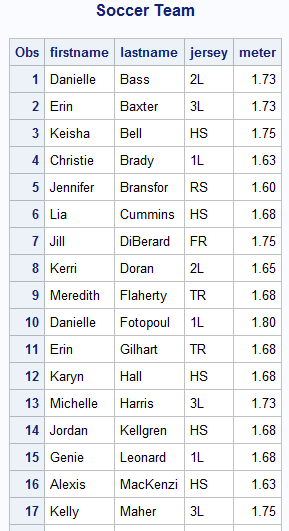 Soccer Team
Obs firstname lastname jersey meter
1 Danielle Bass 2L 1.73
2 Erin Baxter 3L 1.73
3 Keisha Bell HS 1.75
4 Christie Brady 1L 1.63
5 Jennifer Bransfor RS 1.60
6 Lia Cummins HS 1.68
7 Jill DiBerard FR 1.75
8 Kerri Doran 2L 1.65
9 Meredith Flaherty TR 1.68
10 Danielle Fotopoul 1L 1.80
11 Erin Gilhart TR 1.68
12 Karyn Hall HS 1.68
13 Michelle Harris 3L 1.73
14 Jordan Kellgren HS 1.68
15 Genie Leonard 1L 1.68
16 Alexis MacKenzi HS 1.63
17 Kelly Maher 3L 1.75